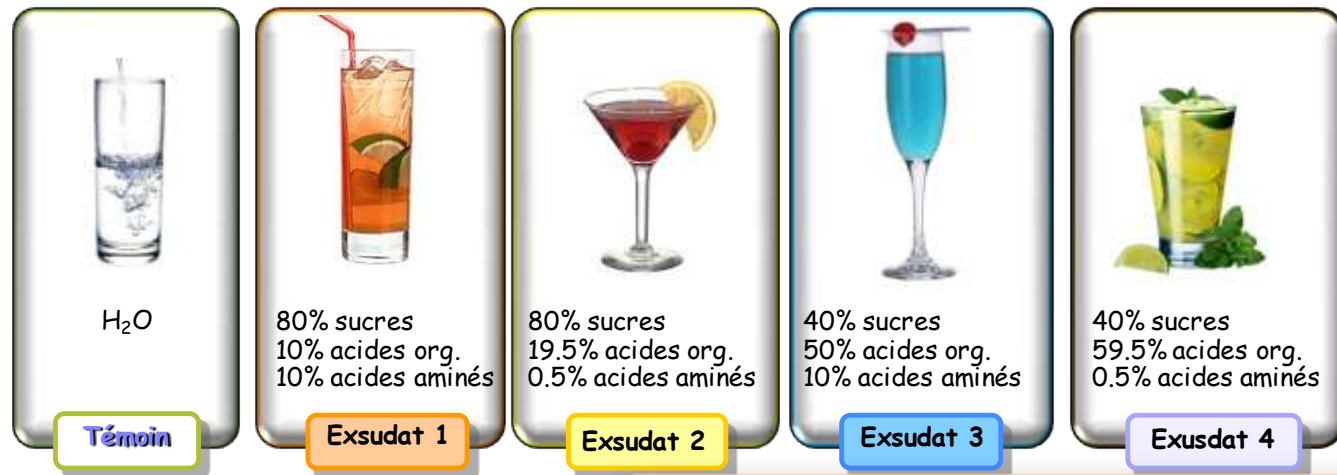 H₂O
Témoin
80% sucres
10% acides org.
10% acides aminés
Exsudat 1
80% sucres
19.5% acides org.
0.5% acides aminés
Exsudat 2
40% sucres
50% acides org.
10% acides aminés
Exsudat 3
40% sucres
59.5% acides org.
0.5% acides aminés
Exusdat 4